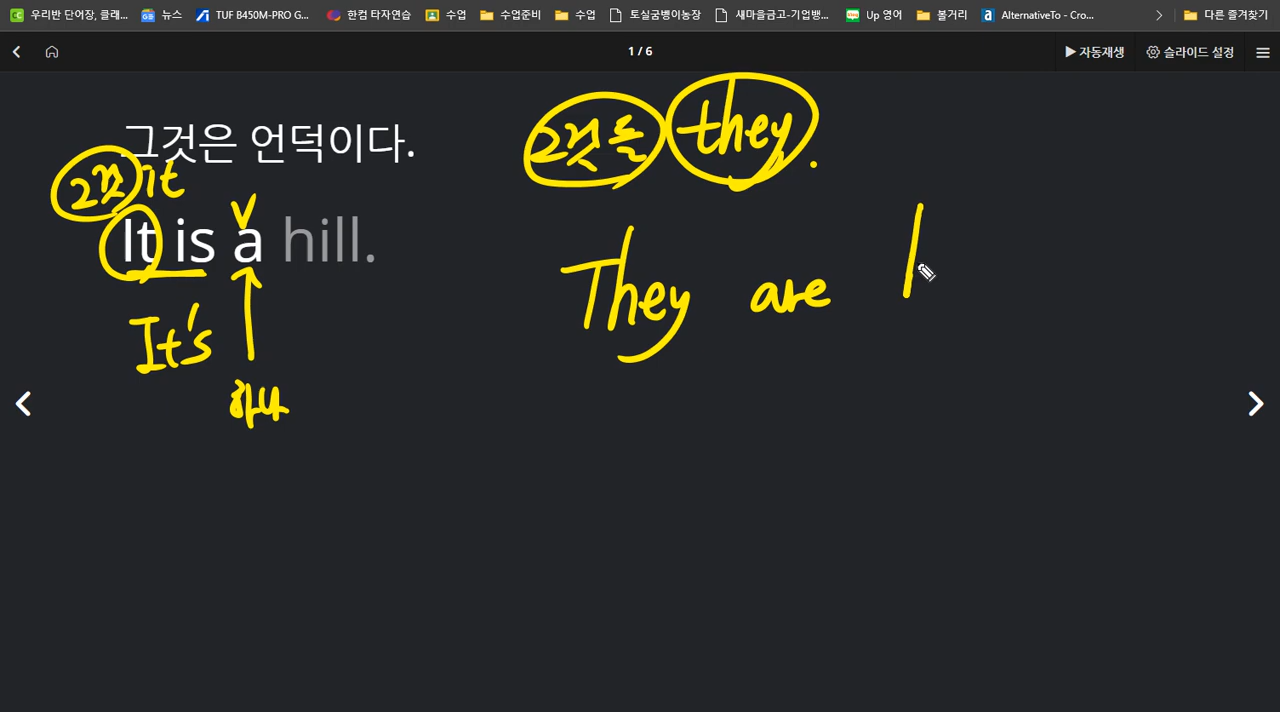 우리반 단어장, 클래... 뉴스 TUF B450M-PRO G... 한컴 타자연습 수업 수업준비 수업 토실굼벵이농장 새마을금고-기업뱅... Up 영어 볼거리 AlternativeTo - Cro... 다른 즐겨찾기
1 / 6 자동재생 슬라이드 설정
그것은 언덕이다.
그것들 they.
그것 it
It is a hill.
They are
It's
하나